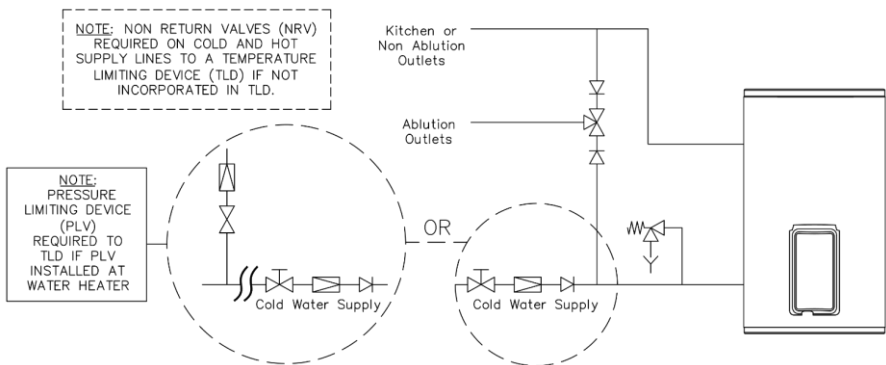 NOTE: NON RETURN VALVES (NRV)
REQUIRED ON COLD AND HOT
SUPPLY LINES TO A TEMPERATURE
LIMITING DEVICE (TLD) IF NOT
INCORPORATED IN TLD.
Kitchen or
Non Ablution
Outlets
Ablution
Outlets
NOTE:
PRESSURE
LIMITING DEVICE
(PLV)
REQUIRED TO
TLD IF PLV
INSTALLED AT
WATER HEATER
OR
Cold Water Supply
Cold Water Supply